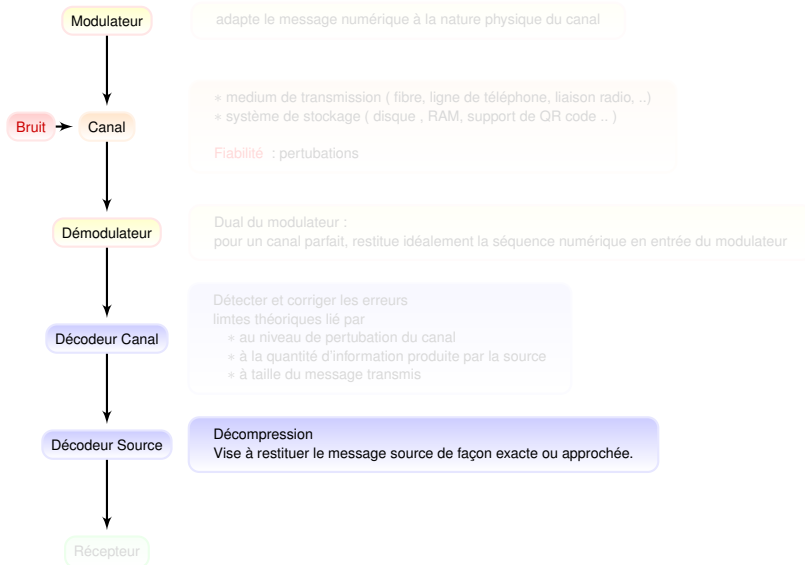 Modulateur
adapte le message numérique à la nature physique du canal
∗ medium de transmission ( fibre, ligne de téléphone, liaison radio, ..)
∗ système de stockage ( disque , RAM, support de QR code .. )
Bruit
Canal
Fiabilité : pertubations
Démodulateur
Dual du modulateur :
pour un canal parfait, restitue idéalement la séquence numérique en entrée du modulateur
Décodeur Canal
Détecter et corriger les erreurs
limtes théoriques lié par
∗ au niveau de pertubation du canal
∗ à la quantité d'information produite par la source
∗ à taille du message transmis
Décodeur Source
Décompression
Vise à restituer le message source de façon exacte ou approchée.
Récepteur